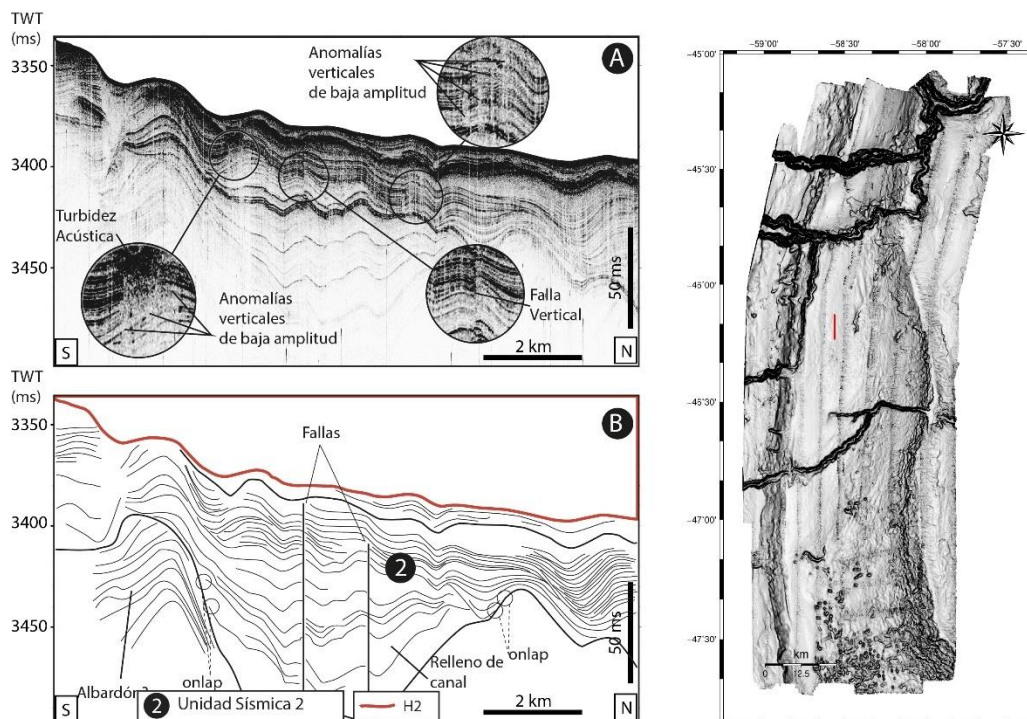 TWT
(ms)
3350
3400
3450
A
Anomalías
verticales
de baja amplitud
Turbidez
Acústica
Anomalías
verticales
de baja amplitud
Falla
Vertical
50 ms
2 km
S
N
TWT
(ms)
3350
3400
3450
B
Fallas
2
Relleno de
canal
onlap
onlap
Albardón
50 ms
S
2 Unidad Sísmica 2
H2
2 km
N
-45°00'
-59°00'
-58°30'
-58°00'
-57°30'
-45°30'
-46°00'
-46°30'
-47°00'
-47°30'
km
0
12.5